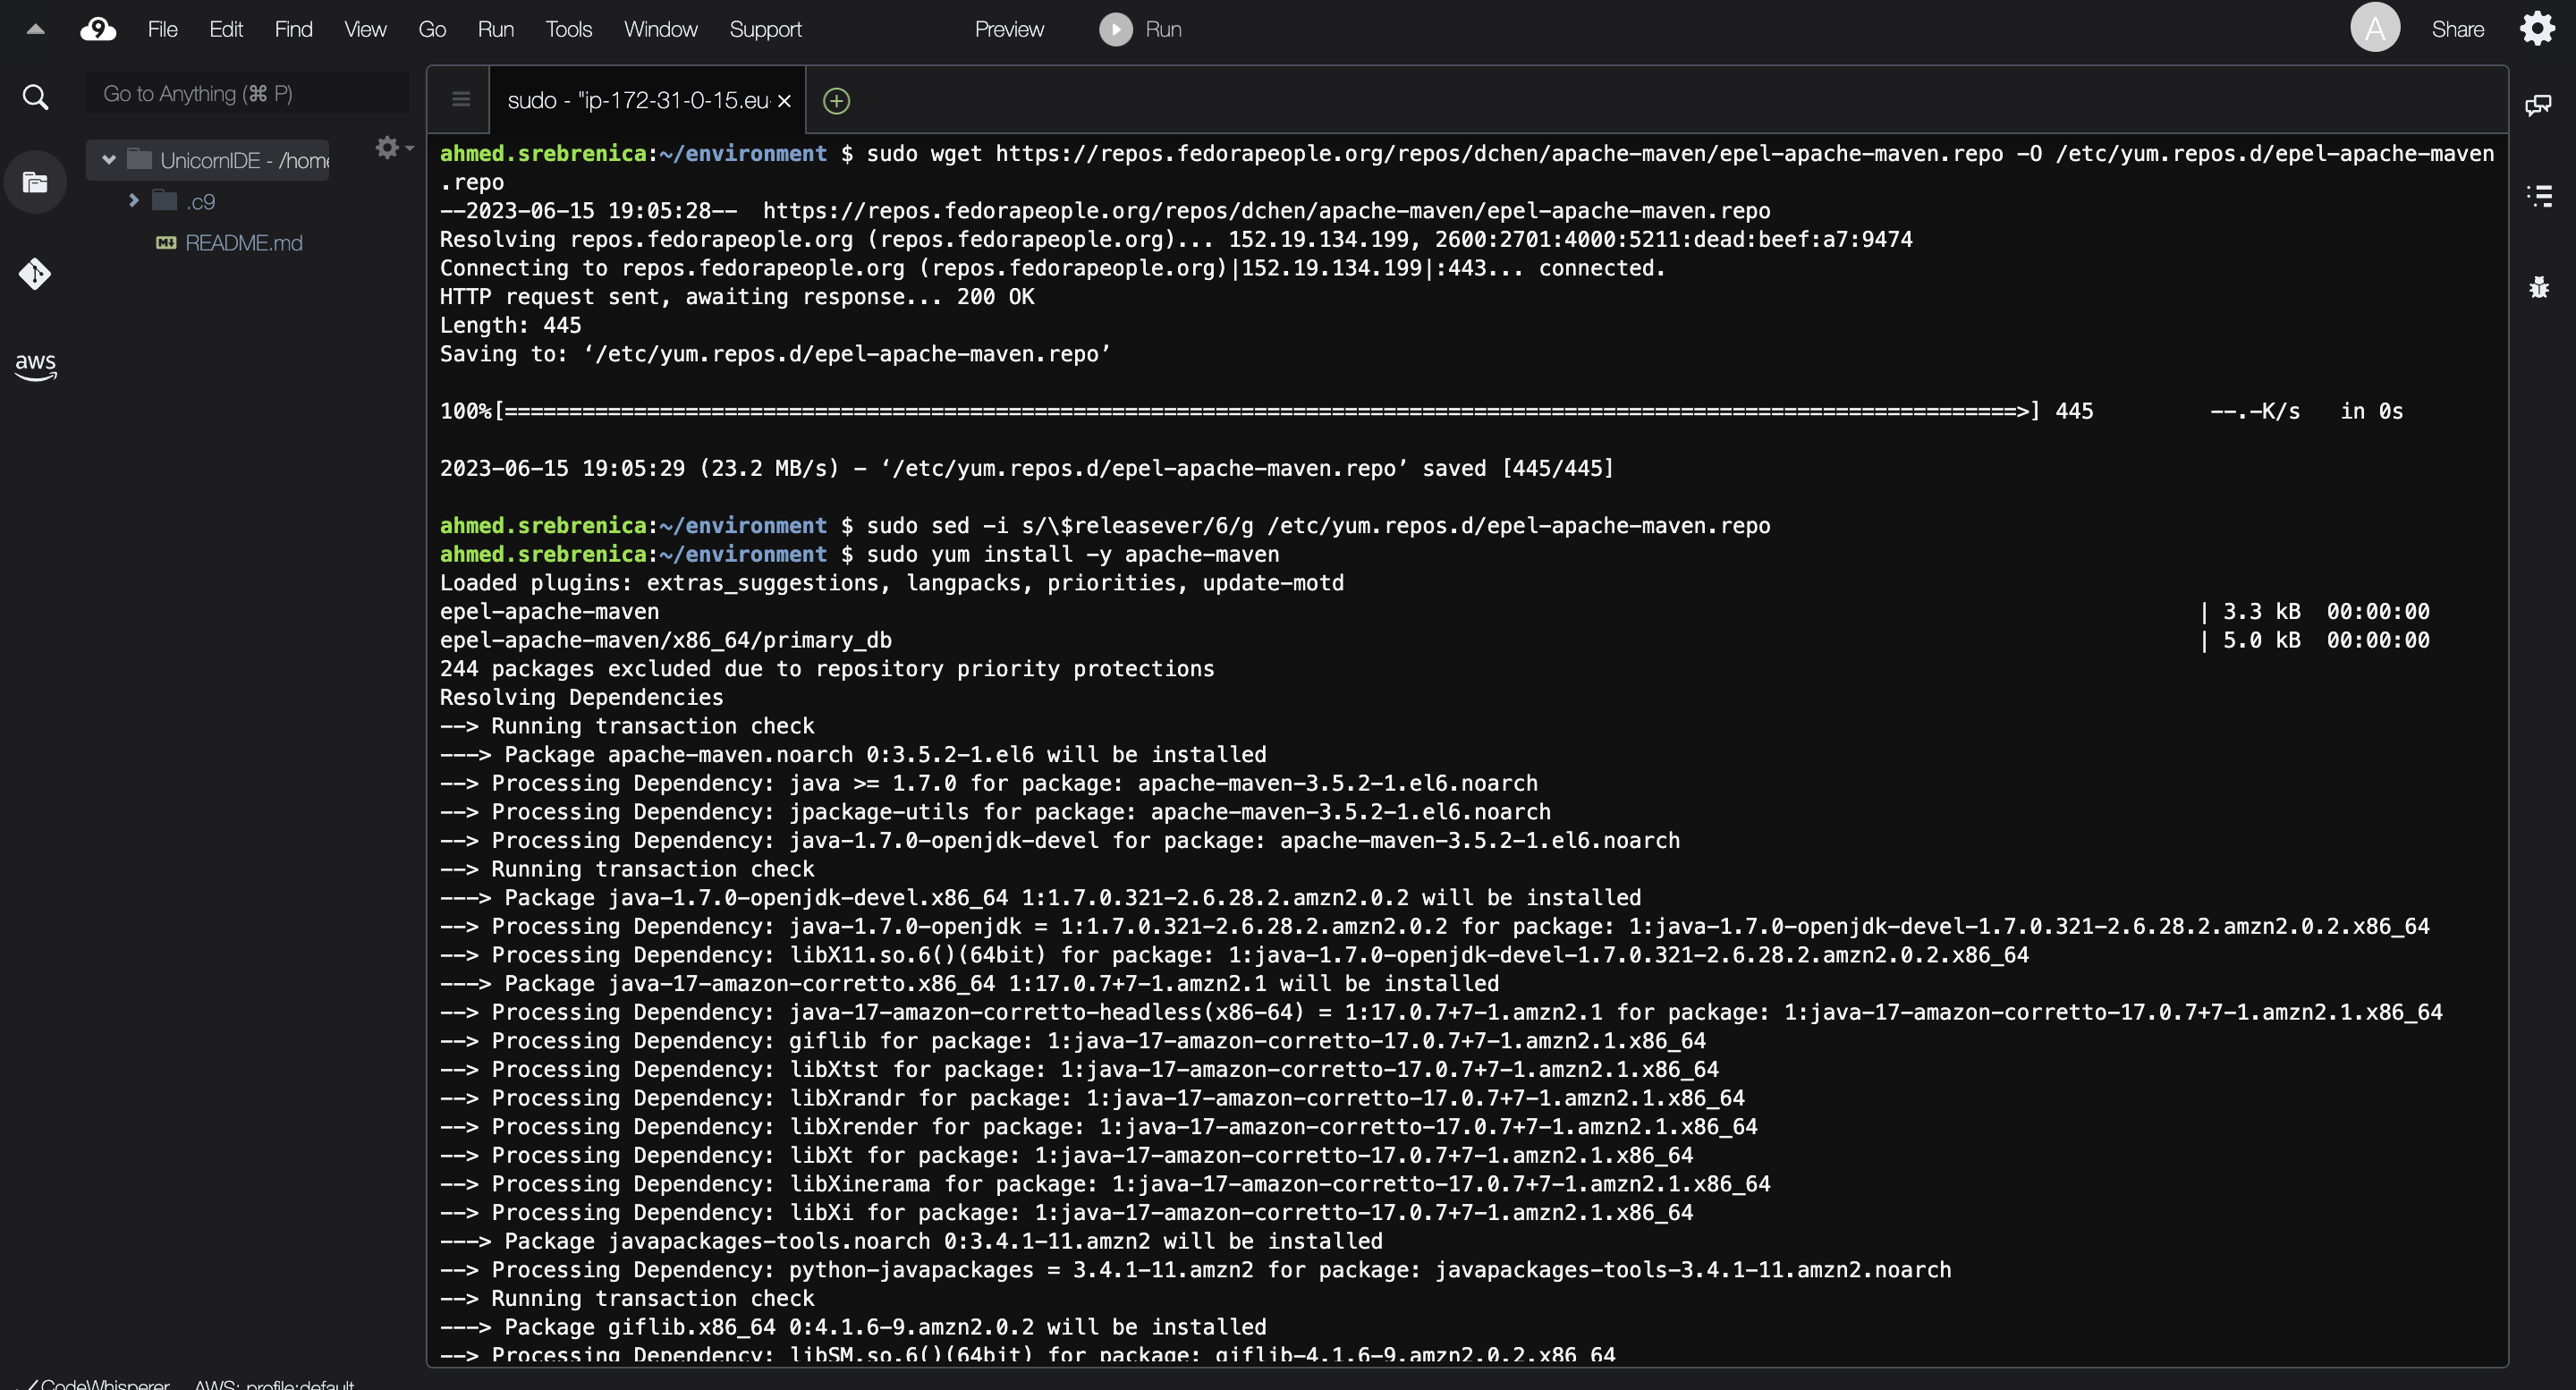 File Edit Find View Go Run Tools Window Support Preview Run A Share
Go to Anything (⌘ P)
UnicornIDE - /home
.c9
README.md
aws
sudo - "ip-172-31-0-15.eu
ahmed.srebrenica:~/environment $ sudo wget https://repos.fedorapeople.org/repos/dchen/apache-maven/epel-apache-maven.repo -O /etc/yum.repos.d/epel-apache-maven
.repo
--2023-06-15 19:05:28--  https://repos.fedorapeople.org/repos/dchen/apache-maven/epel-apache-maven.repo
Resolving repos.fedorapeople.org (repos.fedorapeople.org)... 152.19.134.199, 2600:2701:4000:5211:dead:beef:a7:9474
Connecting to repos.fedorapeople.org (repos.fedorapeople.org)|152.19.134.199|:443... connected.
HTTP request sent, awaiting response... 200 OK
Length: 445
Saving to: ‘/etc/yum.repos.d/epel-apache-maven.repo’
100%[=====================================================================================================================>] 445         --.-K/s   in 0s
2023-06-15 19:05:29 (23.2 MB/s) - ‘/etc/yum.repos.d/epel-apache-maven.repo’ saved [445/445]
ahmed.srebrenica:~/environment $ sudo sed -i s/\$releasever/6/g /etc/yum.repos.d/epel-apache-maven.repo
ahmed.srebrenica:~/environment $ sudo yum install -y apache-maven
Loaded plugins: extras_suggestions, langpacks, priorities, update-motd
epel-apache-maven | 3.3 kB  00:00:00
epel-apache-maven/x86_64/primary_db | 5.0 kB  00:00:00
244 packages excluded due to repository priority protections
Resolving Dependencies
--> Running transaction check
---> Package apache-maven.noarch 0:3.5.2-1.el6 will be installed
--> Processing Dependency: java >= 1.7.0 for package: apache-maven-3.5.2-1.el6.noarch
--> Processing Dependency: jpackage-utils for package: apache-maven-3.5.2-1.el6.noarch
--> Processing Dependency: java-1.7.0-openjdk-devel for package: apache-maven-3.5.2-1.el6.noarch
--> Running transaction check
---> Package java-1.7.0-openjdk-devel.x86_64 1:1.7.0.321-2.6.28.2.amzn2.0.2 will be installed
--> Processing Dependency: java-1.7.0-openjdk = 1:1.7.0.321-2.6.28.2.amzn2.0.2 for package: 1:java-1.7.0-openjdk-devel-1.7.0.321-2.6.28.2.amzn2.0.2.x86_64
--> Processing Dependency: libX11.so.6()(64bit) for package: 1:java-1.7.0-openjdk-devel-1.7.0.321-2.6.28.2.amzn2.0.2.x86_64
---> Package java-17-amazon-corretto.x86_64 1:17.0.7+7-1.amzn2.1 will be installed
--> Processing Dependency: java-17-amazon-corretto-headless(x86-64) = 1:17.0.7+7-1.amzn2.1 for package: 1:java-17-amazon-corretto-17.0.7+7-1.amzn2.1.x86_64
--> Processing Dependency: giflib for package: 1:java-17-amazon-corretto-17.0.7+7-1.amzn2.1.x86_64
--> Processing Dependency: libXtst for package: 1:java-17-amazon-corretto-17.0.7+7-1.amzn2.1.x86_64
--> Processing Dependency: libXrandr for package: 1:java-17-amazon-corretto-17.0.7+7-1.amzn2.1.x86_64
--> Processing Dependency: libXrender for package: 1:java-17-amazon-corretto-17.0.7+7-1.amzn2.1.x86_64
--> Processing Dependency: libXt for package: 1:java-17-amazon-corretto-17.0.7+7-1.amzn2.1.x86_64
--> Processing Dependency: libXinerama for package: 1:java-17-amazon-corretto-17.0.7+7-1.amzn2.1.x86_64
--> Processing Dependency: libXi for package: 1:java-17-amazon-corretto-17.0.7+7-1.amzn2.1.x86_64
---> Package javapackages-tools.noarch 0:3.4.1-11.amzn2 will be installed
--> Processing Dependency: python-javapackages = 3.4.1-11.amzn2 for package: javapackages-tools-3.4.1-11.amzn2.noarch
--> Running transaction check
---> Package giflib.x86_64 0:4.1.6-9.amzn2.0.2 will be installed
--> Processing Dependency: libSM.so.6()(64bit) for package: giflib-4.1.6-9.amzn2.0.2.x86_64
CodeWhisperer AWS: profile:default